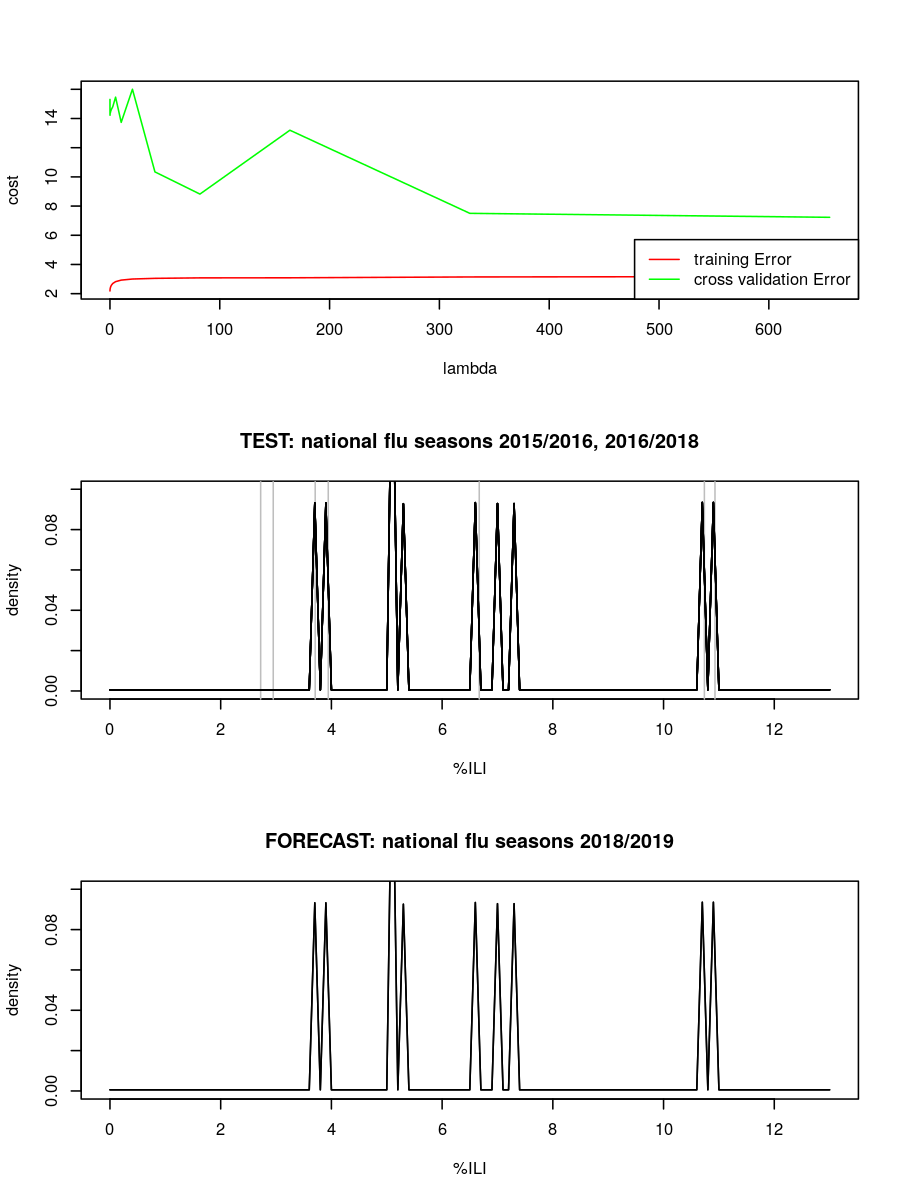 14
10
8
6
4
2
cost
training Error
cross validation Error
0 100 200 300 400 500 600
lambda
TEST: national flu seasons 2015/2016, 2016/2018
0.08
0.04
0.00
density
0 2 4 6 8 10 12
%ILI
FORECAST: national flu seasons 2018/2019
0.08
0.04
0.00
density
0 2 4 6 8 10 12
%ILI